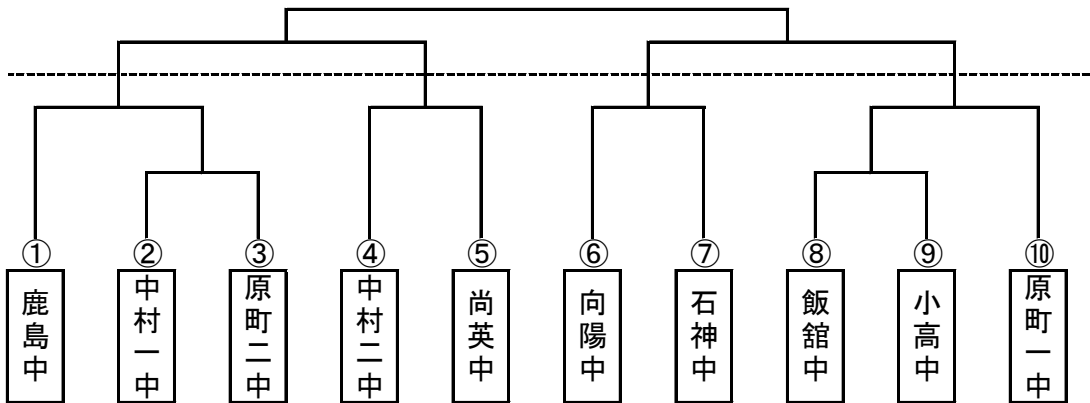 ①
②
③
④
⑤
⑥
⑦
⑧
⑨
⑩
鹿島中
中村一中
原町二中
中村二中
尚英中
向陽中
石神中
飯舘中
小高中
原町一中